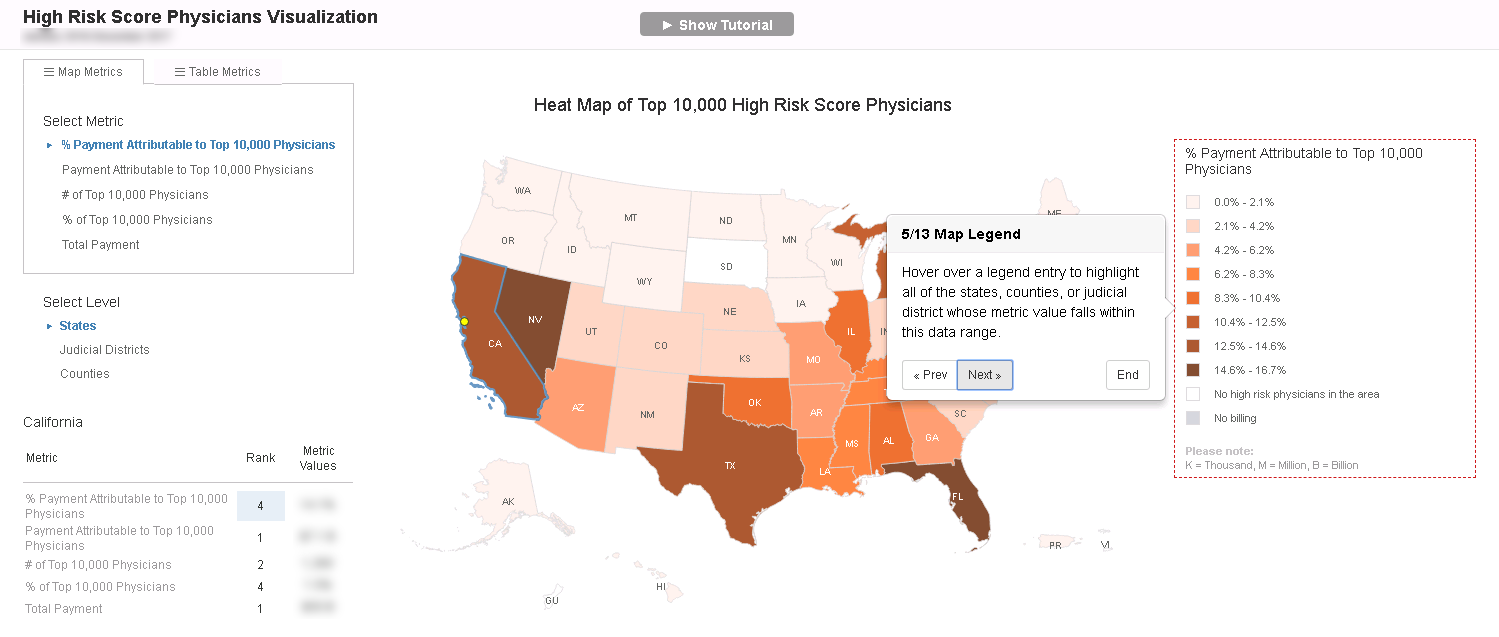 High Risk Score Physicians Visualization
► Show Tutorial
☰ Map Metrics
☰ Table Metrics
Select Metric
▸ % Payment Attributable to Top 10,000 Physicians
Payment Attributable to Top 10,000 Physicians
# of Top 10,000 Physicians
% of Top 10,000 Physicians
Total Payment
Select Level
▸ States
Judicial Districts
Counties
California
Metric Rank Metric
Values
% Payment Attributable to Top 10,000
Physicians
4
Payment Attributable to Top 10,000
Physicians
1
# of Top 10,000 Physicians 2
% of Top 10,000 Physicians 4
Total Payment 1
Heat Map of Top 10,000 High Risk Score Physicians
WA
MT
ND
MN
ME
OR
ID
WI
SD
WY
IA
NE
NV
UT
CO
CA
KS
IL
IN
MO
AZ
NM
OK
AR
TX
MS
AL
GA
SC
LA
FL
AK
HI
GU
PR
VI
5/13 Map Legend
Hover over a legend entry to highlight
all of the states, counties, or judicial
district whose metric value falls within
this data range.
« Prev
Next »
End
% Payment Attributable to Top 10,000
Physicians
0.0% - 2.1%
2.1% - 4.2%
4.2% - 6.2%
6.2% - 8.3%
8.3% - 10.4%
10.4% - 12.5%
12.5% - 14.6%
14.6% - 16.7%
No high risk physicians in the area
No billing
Please note:
K = Thousand, M = Million, B = Billion